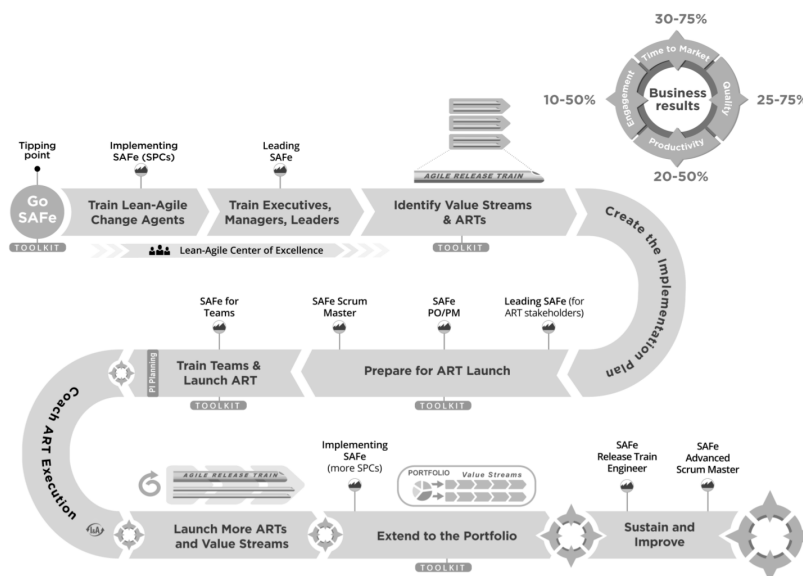 30-75%
Time to Market
10-50%
Engagement
Business
results
Quality
25-75%
Productivity
20-50%
Tipping
point
Implementing
SAFe (SPCs)
Leading
SAFe
AGILE RELEASE TRAIN
Go
SAFe
Train Lean-Agile
Change Agents
Train Executives,
Managers, Leaders
Identify Value Streams
& ARTs
TOOLKIT
Lean-Agile Center of Excellence
TOOLKIT
Create the Implementation Plan
SAFe for
Teams
SAFe Scrum
Master
SAFe
PO/PM
Leading SAFe (for
ART stakeholders)
PI Planning
Train Teams &
Launch ART
Prepare for ART Launch
TOOLKIT
TOOLKIT
Coach ART Execution
I&A
AGILE RELEASE TRAIN
Implementing
SAFe
(more SPCs)
PORTFOLIO
Value Streams
SAFe
Release Train
Engineer
SAFe
Advanced
Scrum Master
Launch More ARTs
and Value Streams
Extend to the Portfolio
Sustain and
Improve
TOOLKIT